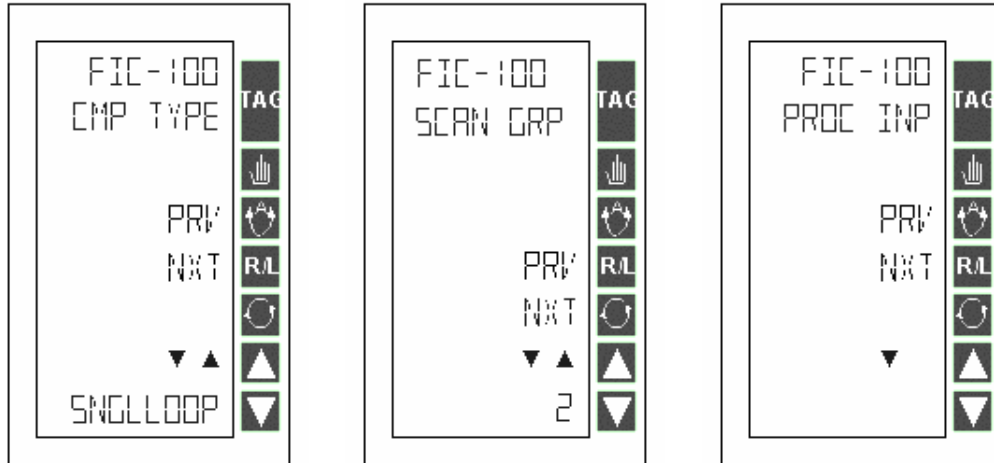 FIC-100
CMP TYPE
PRV
NXT
▼ ▲
SNGLLOOP
TAG
R/L
FIC-100
SCAN GRP
PRV
NXT
▼ ▲
2
TAG
R/L
FIC-100
PROC INP
PRV
NXT
▼
TAG
R/L